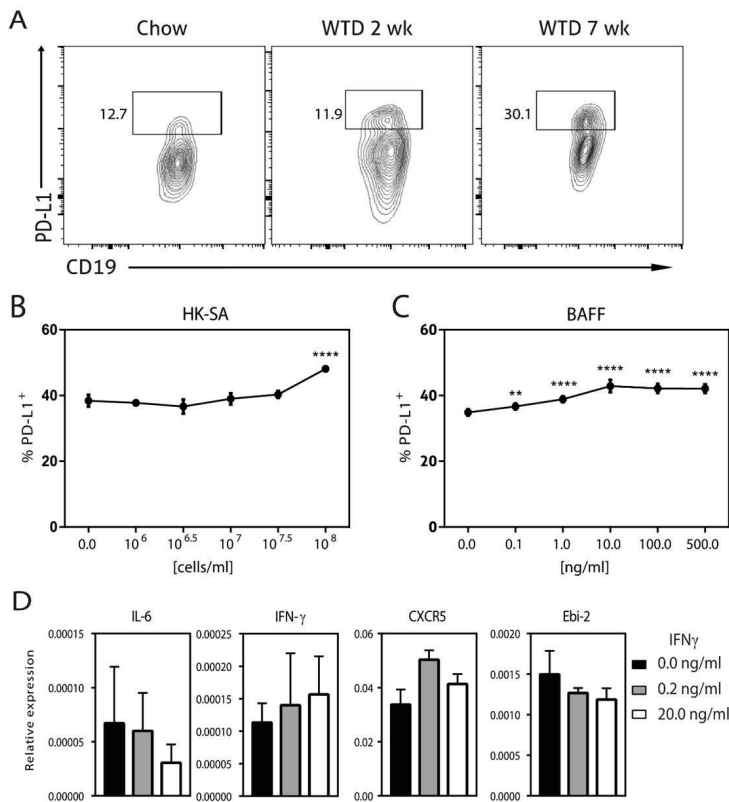 A
Chow
WTD 2 wk
WTD 7 wk
12.7
11.9
30.1
PD-L1
CD19
B
HK-SA
60
40
20
0
% PD-L1+
****
0.0
10^6
10^6.5
10^7
10^7.5
10^8
[cells/ml]
C
BAFF
60
40
20
0
% PD-L1+
**
****
****
****
****
0.0
0.1
1.0
10.0
100.0
500.0
[ng/ml]
D
Relative expression
IL-6
0.00015
0.00010
0.00005
0.00000
IFN-γ
0.00025
0.00020
0.00015
0.00010
0.00005
0.00000
CXCR5
0.06
0.04
0.02
0.00
Ebi-2
0.0020
0.0015
0.0010
0.0005
0.0000
IFNγ
0.0 ng/ml
0.2 ng/ml
20.0 ng/ml